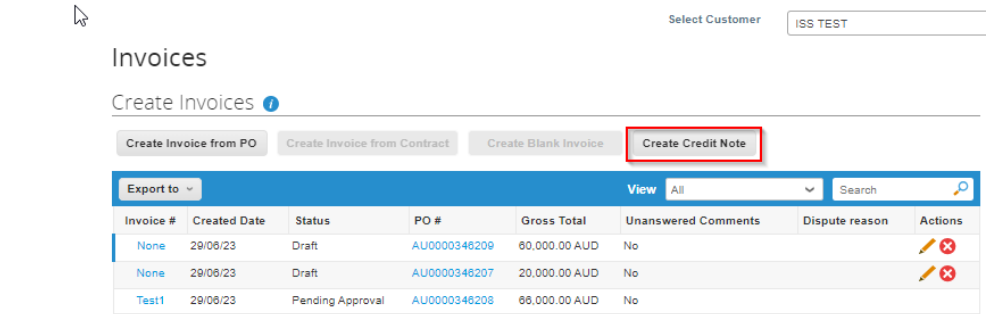 Select Customer ISS TEST
Invoices
Create Invoices i
Create Invoice from PO Create Invoice from Contract Create Blank Invoice Create Credit Note
Export to View All Search
Invoice # Created Date Status PO # Gross Total Unanswered Comments Dispute reason Actions
None 29/06/23 Draft AU0000346209 60,000.00 AUD No
None 29/06/23 Draft AU0000346207 20,000.00 AUD No
Test1 29/06/23 Pending Approval AU0000346208 66,000.00 AUD No